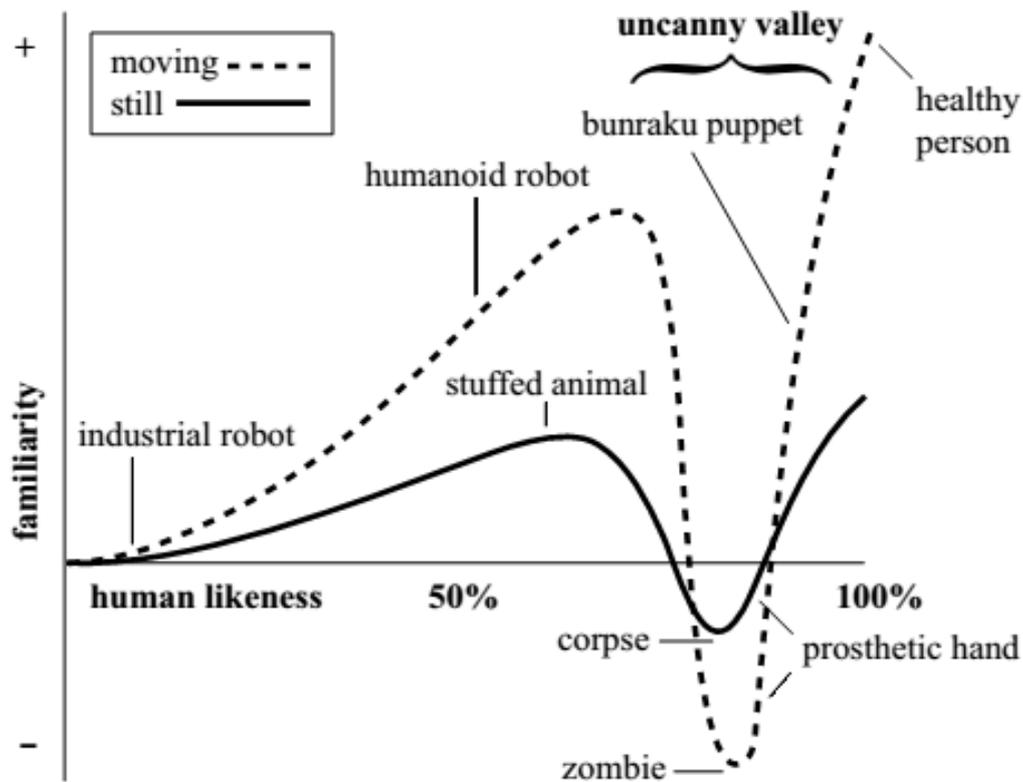 uncanny valley
+
moving
still
healthy
person
bunraku puppet
humanoid robot
stuffed animal
industrial robot
familiarity
human likeness
50%
100%
corpse
prosthetic hand
-
zombie